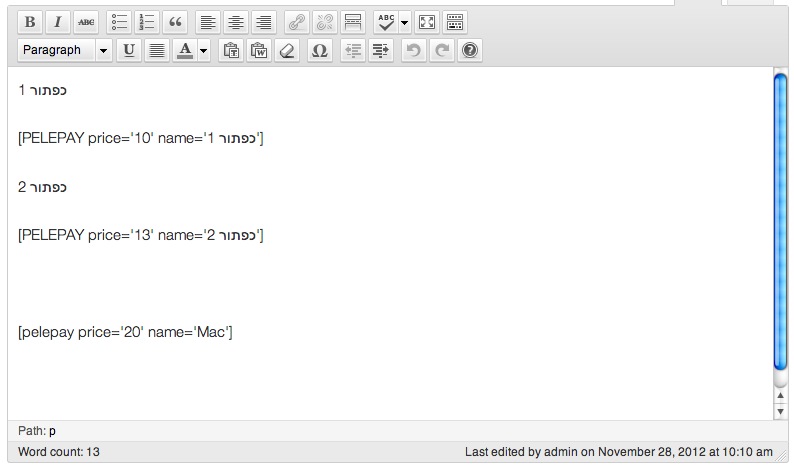 B I ABC ABC
Paragraph U A T W Ω ?
כפתור 1
[PELEPAY price='10' name='כפתור 1']
כפתור 2
[PELEPAY price='13' name='כפתור 2']
[pelepay price='20' name='Mac']
Path: p
Word count: 13 Last edited by admin on November 28, 2012 at 10:10 am